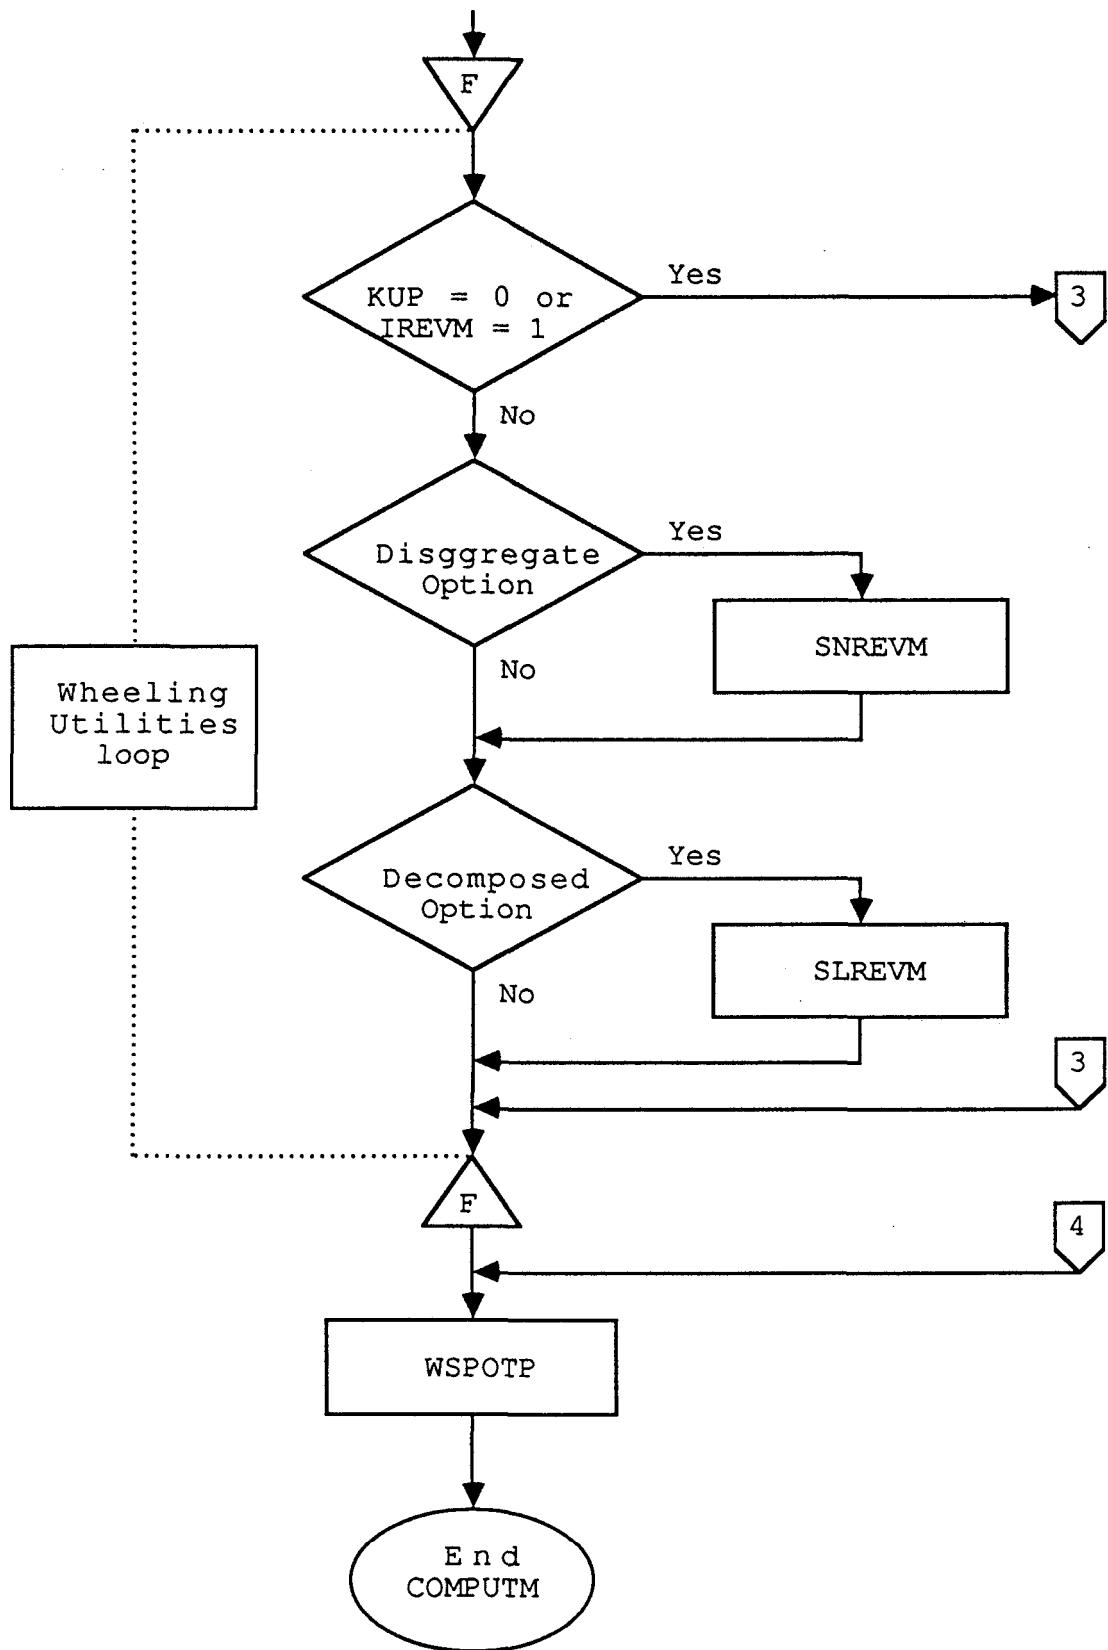 F
KUP = 0 or
IREVM = 1
Yes
3
No
Disggregate
Option
Yes
SNREVM
No
Wheeling
Utilities
loop
Decomposed
Option
Yes
SLREVM
No
3
F
4
WSPOTP
End
COMPUTM